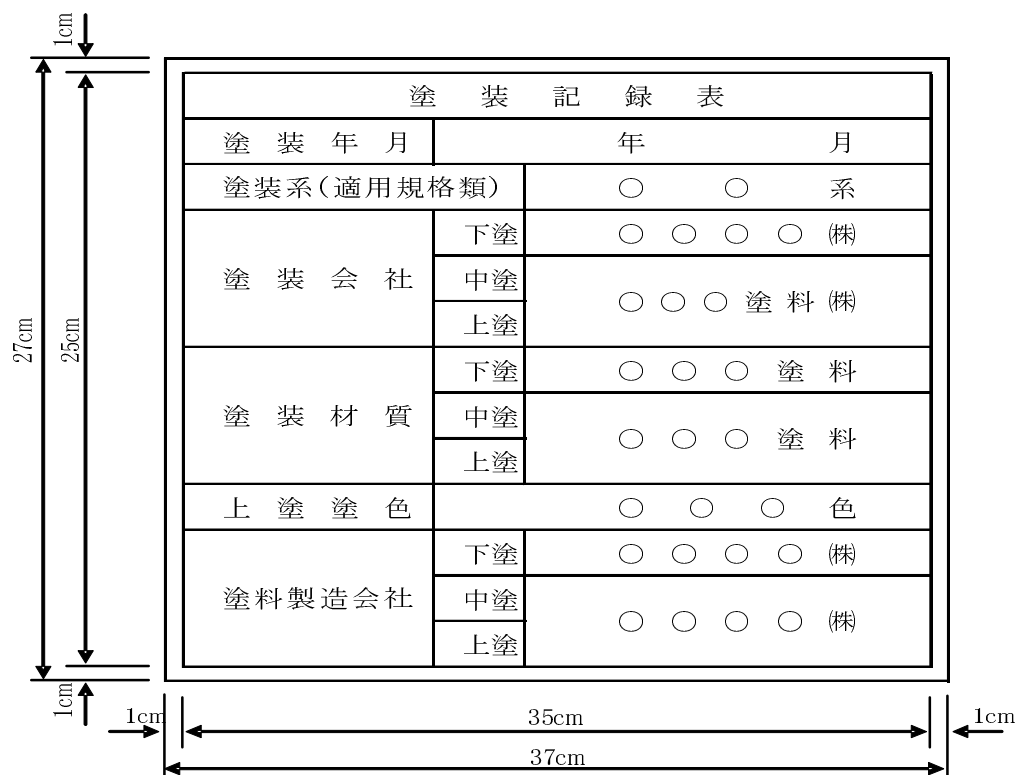 1cm
塗装記録表
塗装年月 年 月
塗装系(適用規格類) ○ ○ 系
塗装会社 下塗 ○○○○㈱
中塗 ○○○塗料㈱
上塗
塗装材質 下塗 ○○○塗料
中塗 ○○○塗料
上塗
上塗塗色 ○○○色
塗料製造会社 下塗 ○○○○㈱
中塗 ○○○○㈱
上塗
27cm
25cm
1cm
1cm
35cm
1cm
37cm